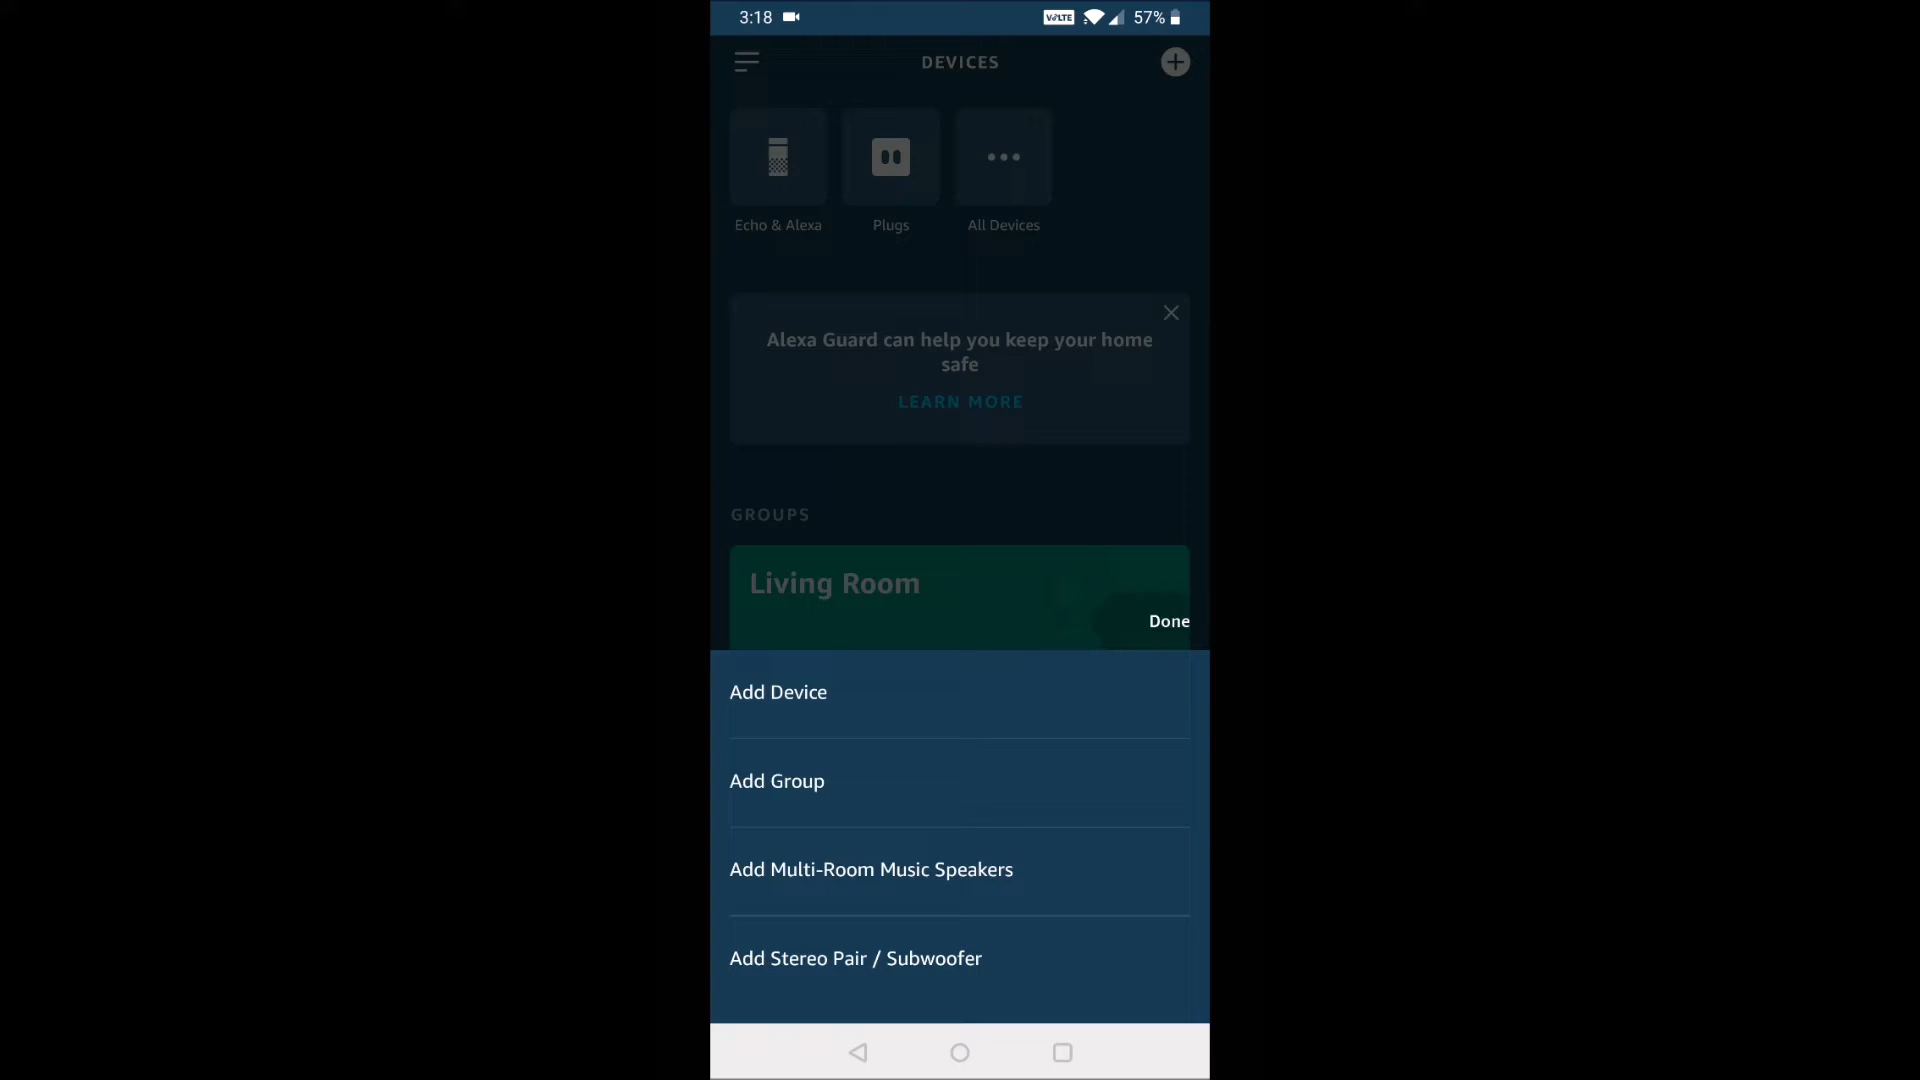 3:18
VoLTE
57%
DEVICES
Echo & Alexa
Plugs
All Devices
Alexa Guard can help you keep your home
safe
LEARN MORE
GROUPS
Living Room
Done
Add Device
Add Group
Add Multi-Room Music Speakers
Add Stereo Pair / Subwoofer